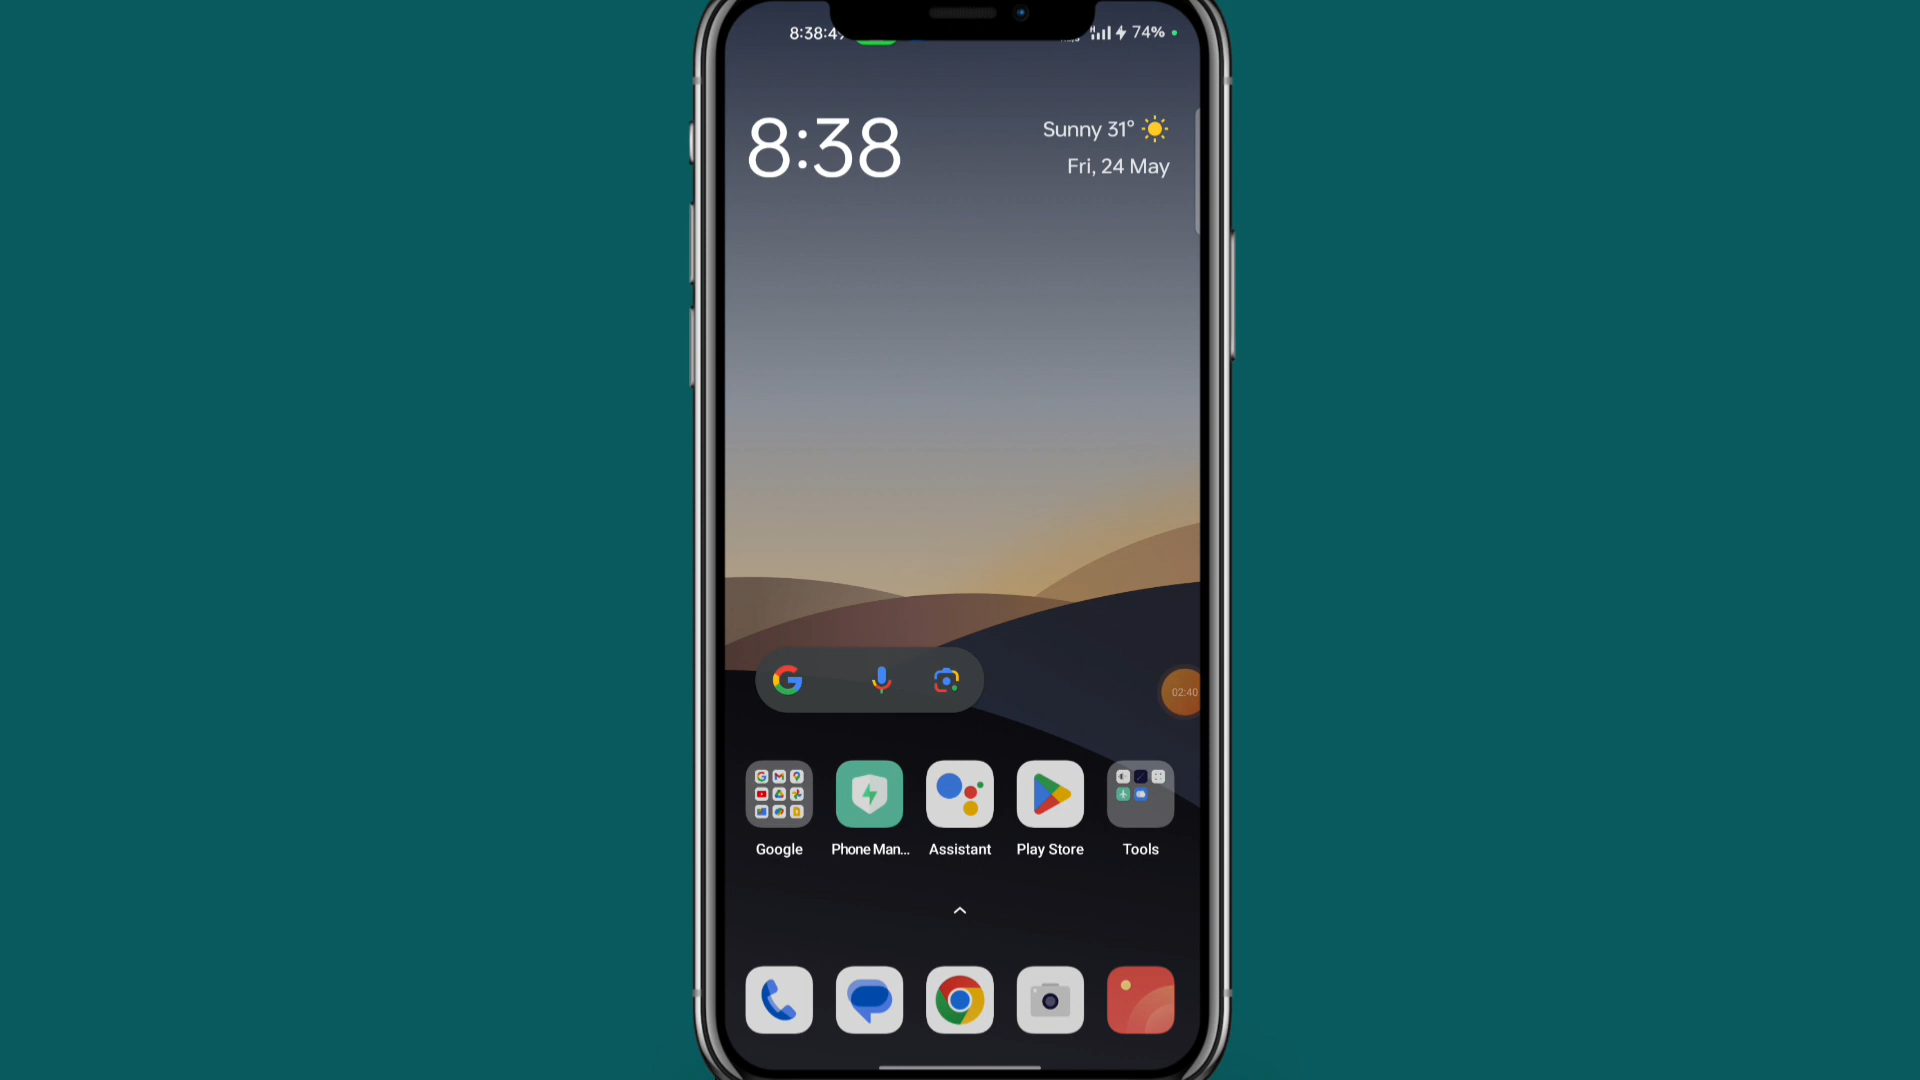 8:38:4
74%
8:38
Sunny 31°
Fri, 24 May
02:40
Google
Phone Man...
Assistant
Play Store
Tools